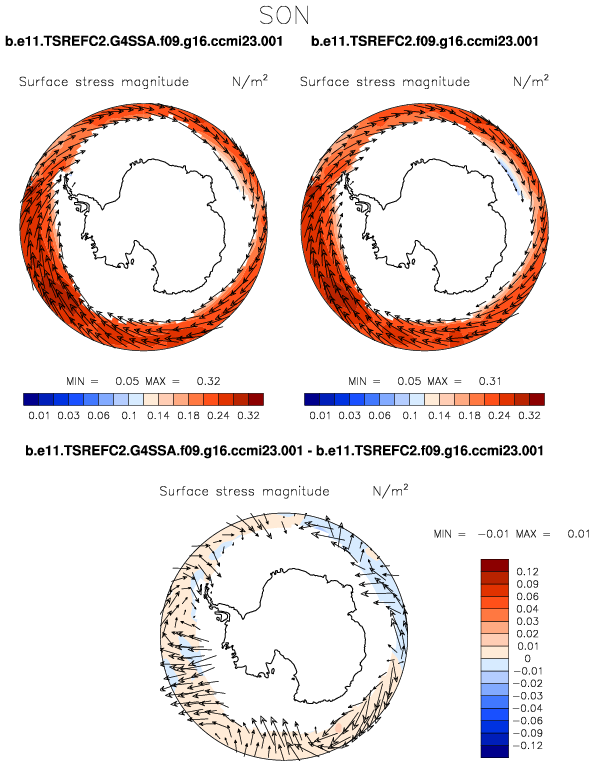 SON
b.e11.TSREFC2.G4SSA.f09.g16.ccmi23.001 b.e11.TSREFC2.f09.g16.ccmi23.001
Surface stress magnitude N/m² Surface stress magnitude N/m²
MIN = 0.05 MAX = 0.32 MIN = 0.05 MAX = 0.31
0.01 0.03 0.06 0.1 0.14 0.18 0.24 0.32 0.01 0.03 0.06 0.1 0.14 0.18 0.24 0.32
b.e11.TSREFC2.G4SSA.f09.g16.ccmi23.001 - b.e11.TSREFC2.f09.g16.ccmi23.001
Surface stress magnitude N/m²
MIN = -0.01 MAX = 0.01
0.12
0.09
0.06
0.04
0.03
0.02
0.01
0
-0.01
-0.02
-0.03
-0.04
-0.06
-0.09
-0.12